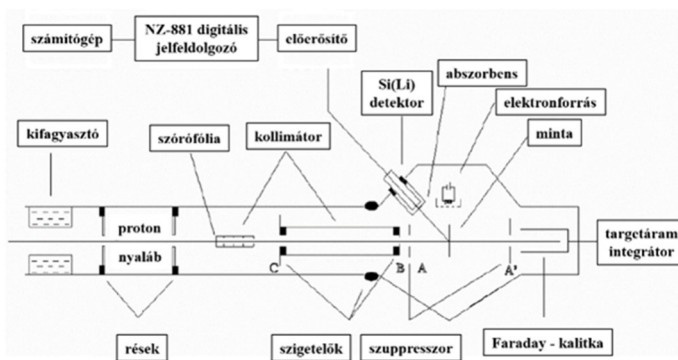 számítógép
NZ-881 digitális
jelfeldolgozó
előerősítő
Si(Li)
detektor
abszorbens
elektronforrás
minta
kifagyasztó
szórófólia
kollimátor
proton
nyaláb
targetáram
integrátor
C
B
A
A'
rések
szigetelők
szuppresszor
Faraday - kalitka